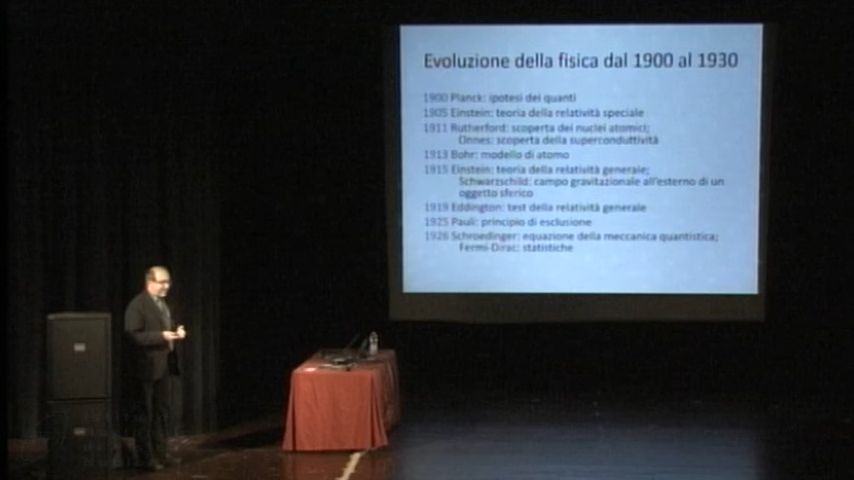 Evoluzione della fisica dal 1900 al 1930
1900 Planck: ipotesi dei quanti
1905 Einstein: teoria della relatività speciale
1911 Rutherford: scoperta dei nuclei atomici;
Onnes: scoperta della superconduttività
1913 Bohr: modello di atomo
1915 Einstein: teoria della relatività generale;
Schwarzschild: campo gravitazionale all'esterno di un
oggetto sferico
1919 Eddington: test della relatività generale
1925 Pauli: principio di esclusione
1926 Schroedinger: equazione della meccanica quantistica;
Fermi-Dirac: statistiche